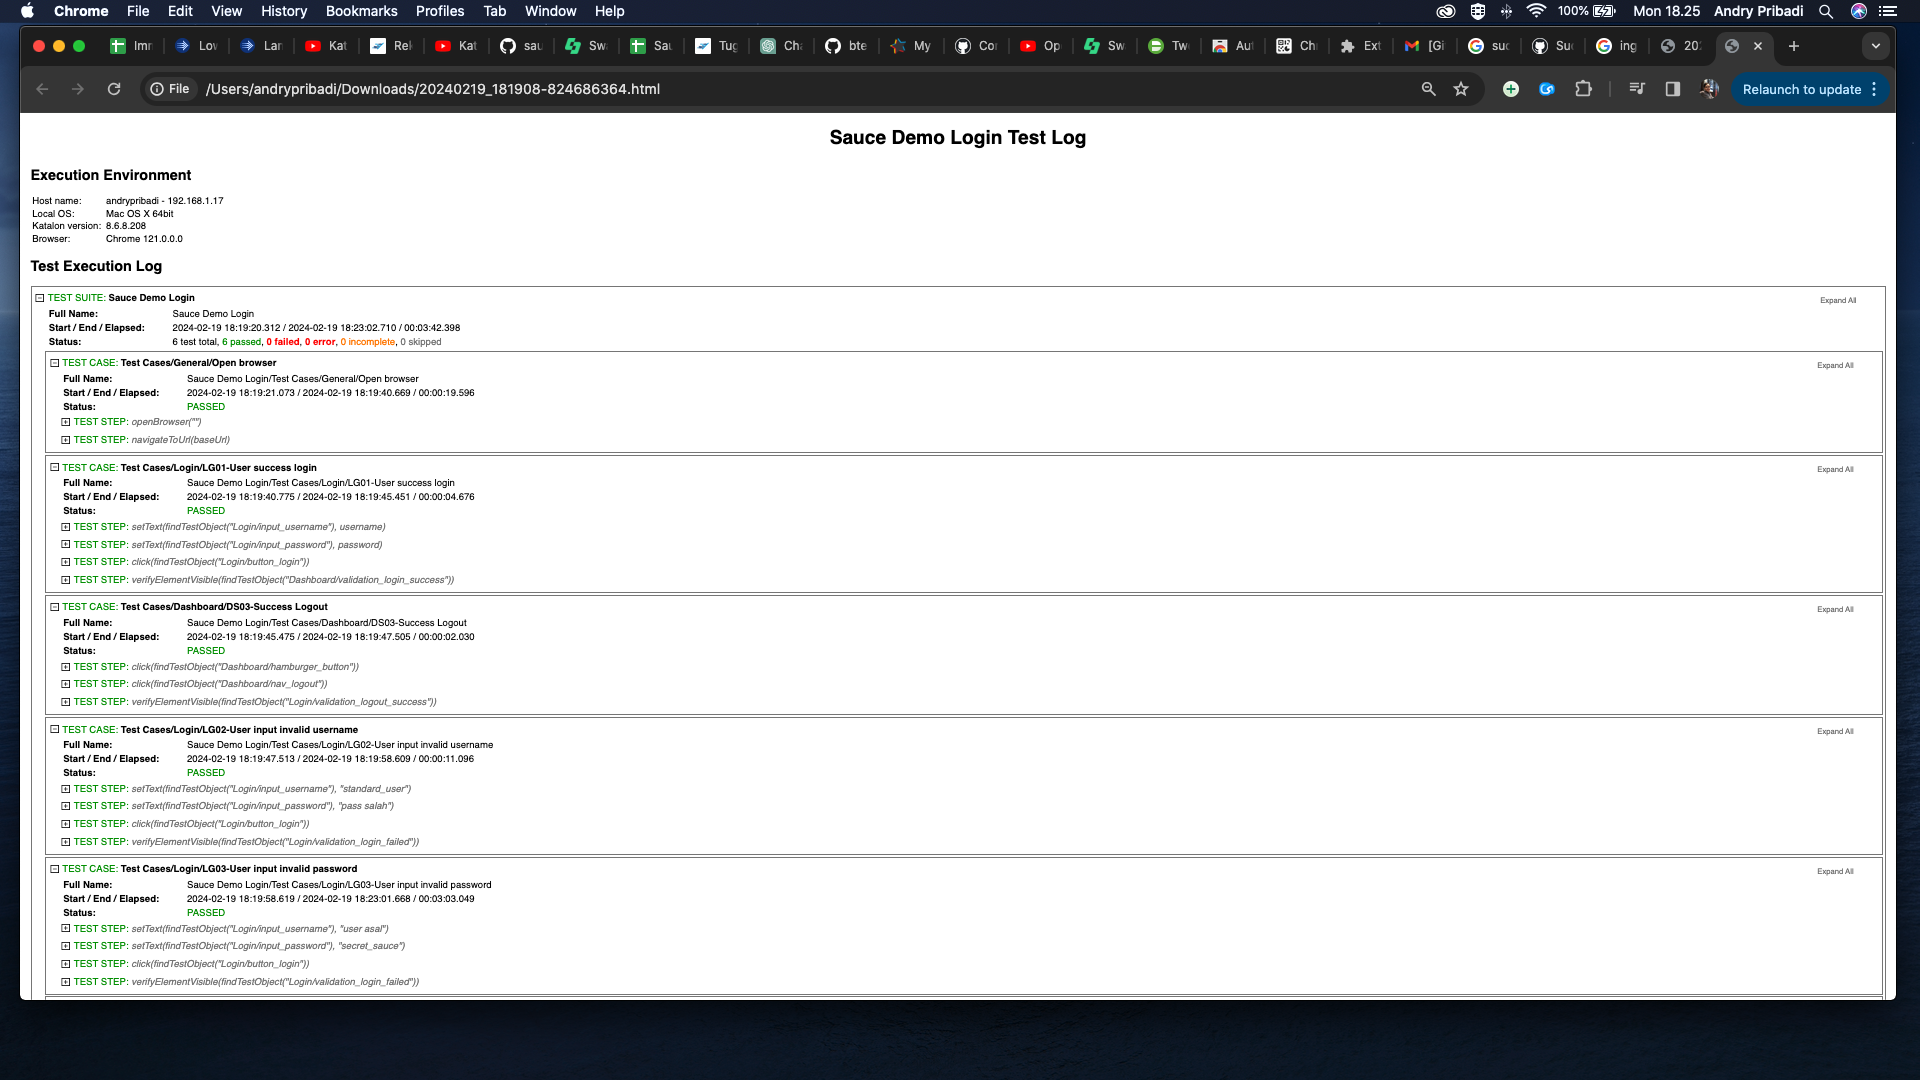 Chrome File Edit View History Bookmarks Profiles Tab Window Help 100% Mon 18.25 Andry Pribadi
Imr Lov Lar Kat Rel Kat sau Sw Sau Tug Ch bte My Cor Op Sw Tw Aut Ch Ext [Gi suc Suc ing 202
File /Users/andrypribadi/Downloads/20240219_181908-824686364.html Relaunch to update
Sauce Demo Login Test Log
Execution Environment
Host name: andrypribadi - 192.168.1.17
Local OS: Mac OS X 64bit
Katalon version: 8.6.8.208
Browser: Chrome 121.0.0.0
Test Execution Log
TEST SUITE: Sauce Demo Login Expand All
Full Name: Sauce Demo Login
Start / End / Elapsed: 2024-02-19 18:19:20.312 / 2024-02-19 18:23:02.710 / 00:03:42.398
Status: 6 test total, 6 passed, 0 failed, 0 error, 0 incomplete, 0 skipped
TEST CASE: Test Cases/General/Open browser Expand All
Full Name: Sauce Demo Login/Test Cases/General/Open browser
Start / End / Elapsed: 2024-02-19 18:19:21.073 / 2024-02-19 18:19:40.669 / 00:00:19.596
Status: PASSED
TEST STEP: openBrowser("")
TEST STEP: navigateToUrl(baseUrl)
TEST CASE: Test Cases/Login/LG01-User success login Expand All
Full Name: Sauce Demo Login/Test Cases/Login/LG01-User success login
Start / End / Elapsed: 2024-02-19 18:19:40.775 / 2024-02-19 18:19:45.451 / 00:00:04.676
Status: PASSED
TEST STEP: setText(findTestObject("Login/input_username"), username)
TEST STEP: setText(findTestObject("Login/input_password"), password)
TEST STEP: click(findTestObject("Login/button_login"))
TEST STEP: verifyElementVisible(findTestObject("Dashboard/validation_login_success"))
TEST CASE: Test Cases/Dashboard/DS03-Success Logout Expand All
Full Name: Sauce Demo Login/Test Cases/Dashboard/DS03-Success Logout
Start / End / Elapsed: 2024-02-19 18:19:45.475 / 2024-02-19 18:19:47.505 / 00:00:02.030
Status: PASSED
TEST STEP: click(findTestObject("Dashboard/hamburger_button"))
TEST STEP: click(findTestObject("Dashboard/nav_logout"))
TEST STEP: verifyElementVisible(findTestObject("Login/validation_logout_success"))
TEST CASE: Test Cases/Login/LG02-User input invalid username Expand All
Full Name: Sauce Demo Login/Test Cases/Login/LG02-User input invalid username
Start / End / Elapsed: 2024-02-19 18:19:47.513 / 2024-02-19 18:19:58.609 / 00:00:11.096
Status: PASSED
TEST STEP: setText(findTestObject("Login/input_username"), "standard_user")
TEST STEP: setText(findTestObject("Login/input_password"), "pass salah")
TEST STEP: click(findTestObject("Login/button_login"))
TEST STEP: verifyElementVisible(findTestObject("Login/validation_login_failed"))
TEST CASE: Test Cases/Login/LG03-User input invalid password Expand All
Full Name: Sauce Demo Login/Test Cases/Login/LG03-User input invalid password
Start / End / Elapsed: 2024-02-19 18:19:58.619 / 2024-02-19 18:23:01.668 / 00:03:03.049
Status: PASSED
TEST STEP: setText(findTestObject("Login/input_username"), "user asal")
TEST STEP: setText(findTestObject("Login/input_password"), "secret_sauce")
TEST STEP: click(findTestObject("Login/button_login"))
TEST STEP: verifyElementVisible(findTestObject("Login/validation_login_failed"))